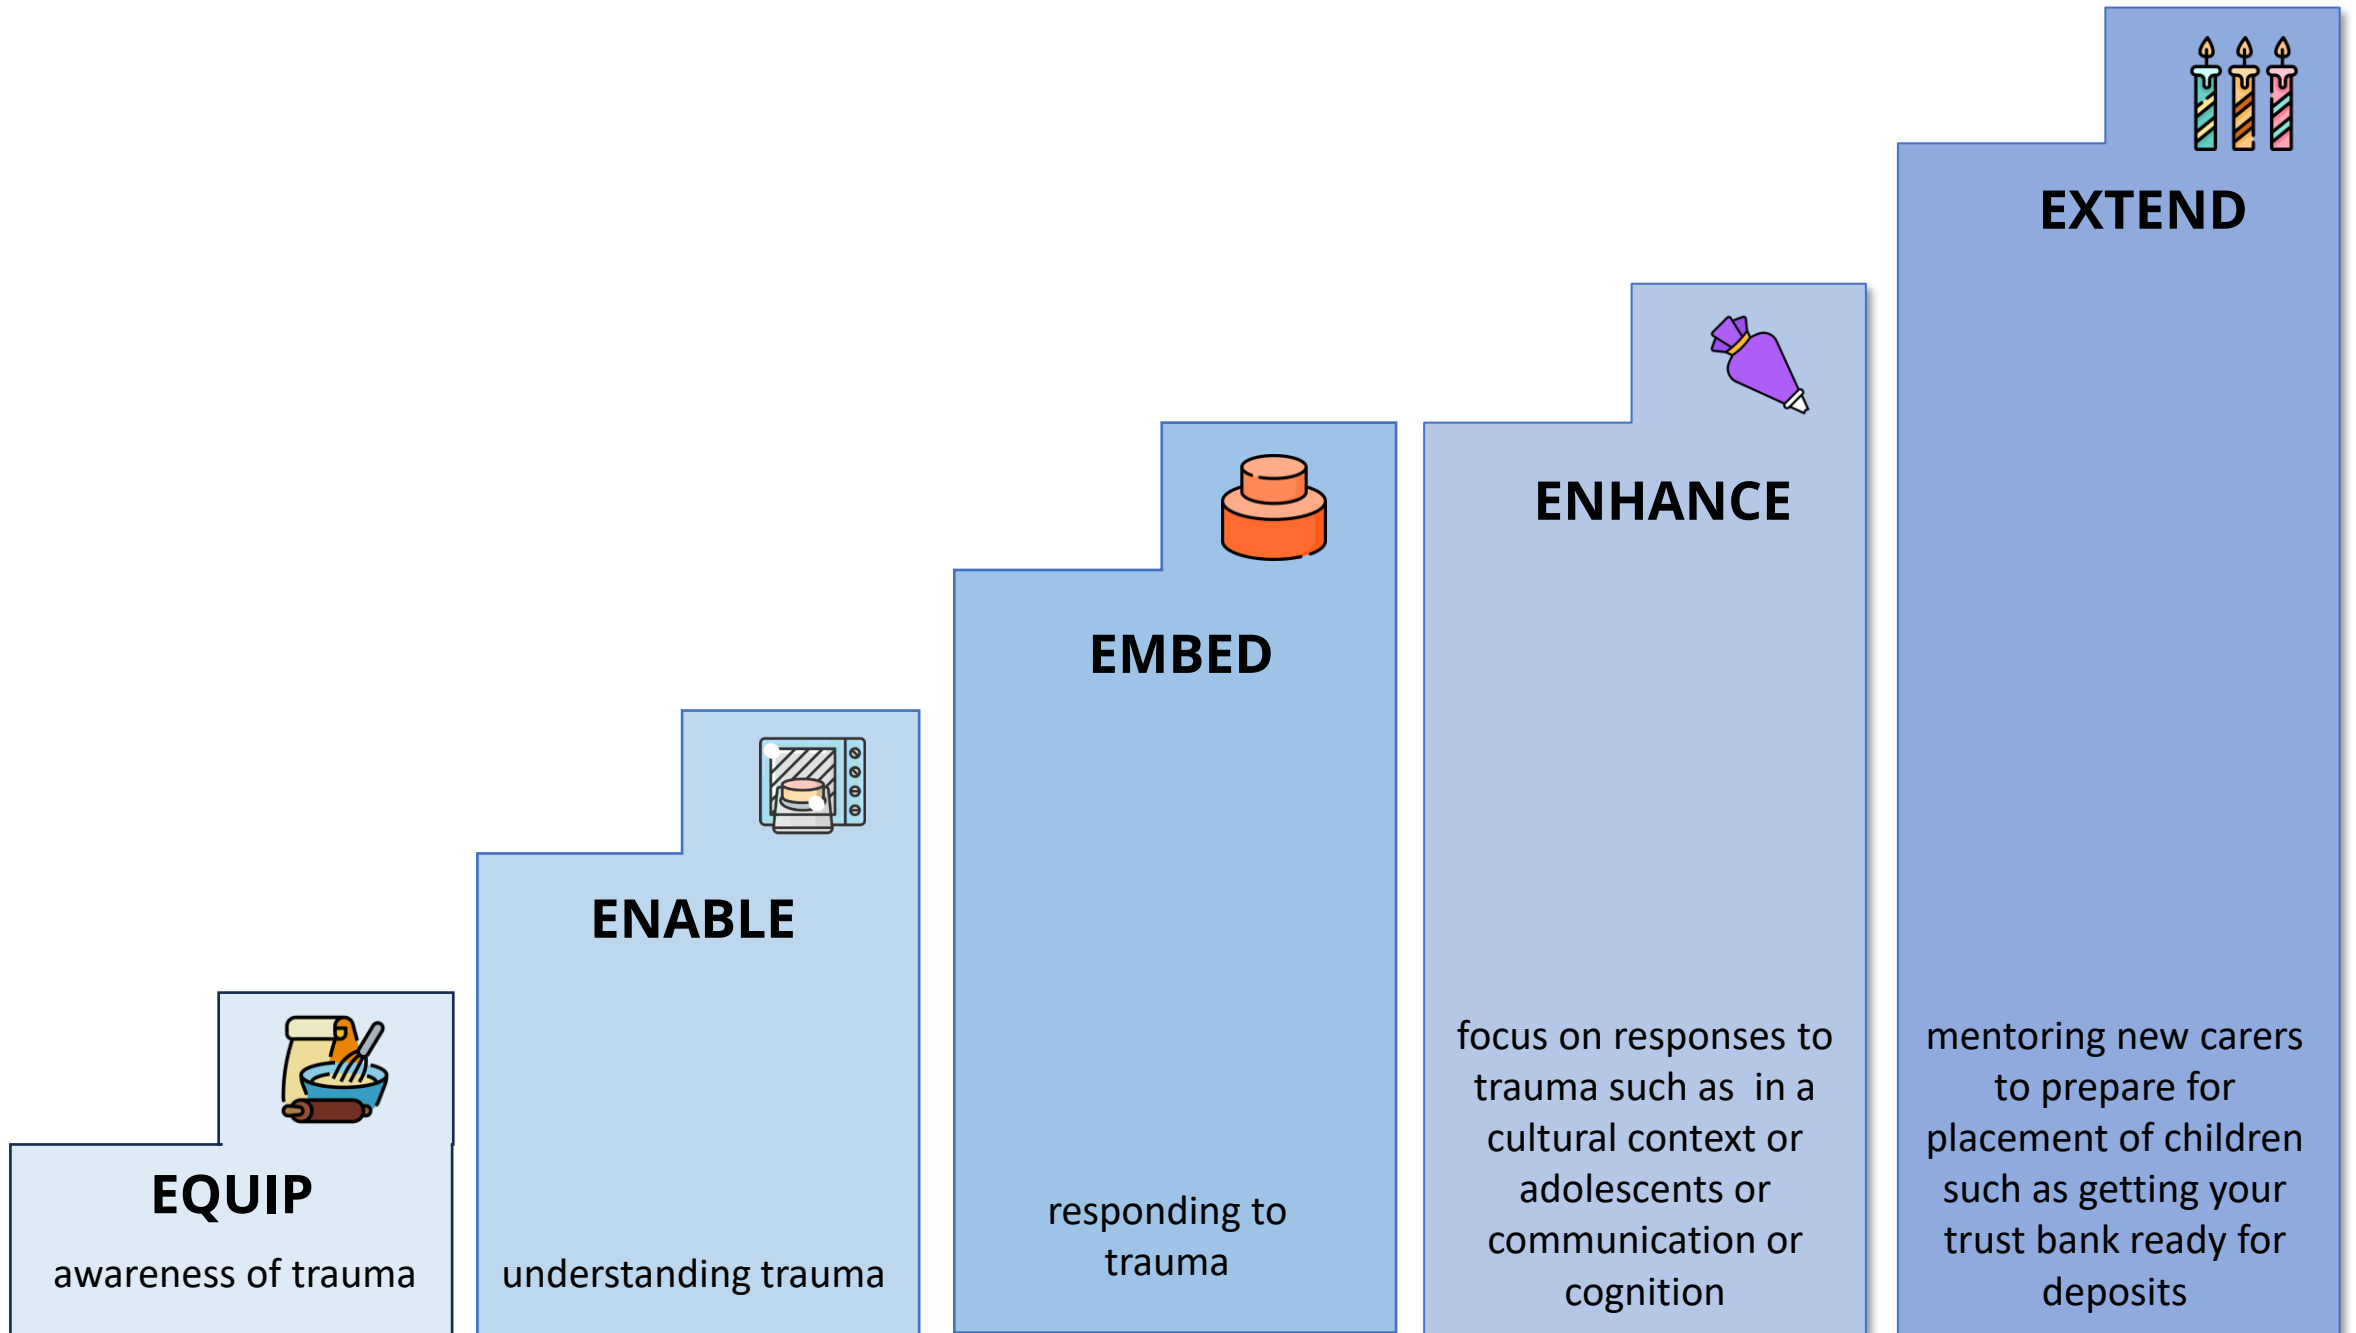 EQUIP
awareness of trauma
ENABLE
understanding trauma
EMBED
responding to
trauma
ENHANCE
focus on responses to
trauma such as  in a
cultural context or
adolescents or
communication or
cognition
EXTEND
mentoring new carers
to prepare for
placement of children
such as getting your
trust bank ready for
deposits